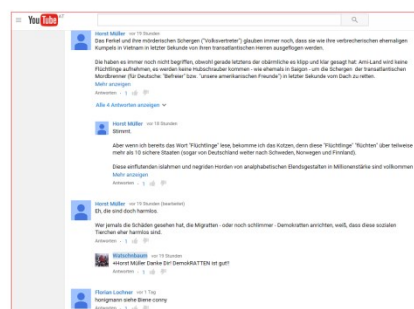 YouTube
Horst Müller vor 19 Stunden
Das Ferkel und ihre mörderischen Schergen ("Volksvertreter") glauben immer noch, dass sie wie ihre verbrecherischen ehemaligen
Kumpels in Vietnam in letzter Sekunde von ihren transatlantischen Herren ausgeflogen werden.
Die haben es immer noch nicht begriffen, obwohl gerade letztens der obámliche es klipp und klar gesagt hat: Ami-Land wird keine
Flüchtlinge aufnehmen, es werden keine Hubschrauber kommen - wie ehemals in Saigon - um die Schergen der transatlantischen
Mordbrenner (für Deutsche: "Befreier" bzw. "unsere amerikanischen Freunde") in letzter Sekunde vom Dach zu retten.
Mehr anzeigen
Antworten · 1
Alle 4 Antworten anzeigen
Horst Müller vor 19 Stunden
Stimmt.
Aber wenn ich bereits das Wort "Flüchtlinge" lese, bekomme ich das Kotzen, denn diese "Flüchtlinge" "flüchten" über teilweise
mehr als 10 sichere Staaten (sogar von Deutschland weiter nach Schweden, Norwegen und Finnland).
Diese einflutenden islahmen und negriden Horden von analphabetischen Elendsgestalten in Millionenstärke sind vollkommen
Mehr anzeigen
Antworten · 1
Horst Müller vor 19 Stunden (bearbeitet)
Eh, die sind doch harmlos.
Wer jemals die Schäden gesehen hat, die Migratten - oder noch schlimmer - Demokratten anrichten, weiß, dass diese sozialen
Tierchen eher harmlos sind.
Antworten · 1
Watschnbaum vor 19 Stunden
+Horst Müller Danke Dir! DemokRATTEN ist gut!!
Antworten · 1
Florian Lochner vor 1 Tag
honigmann siehe Biene conny
Antworten · 1